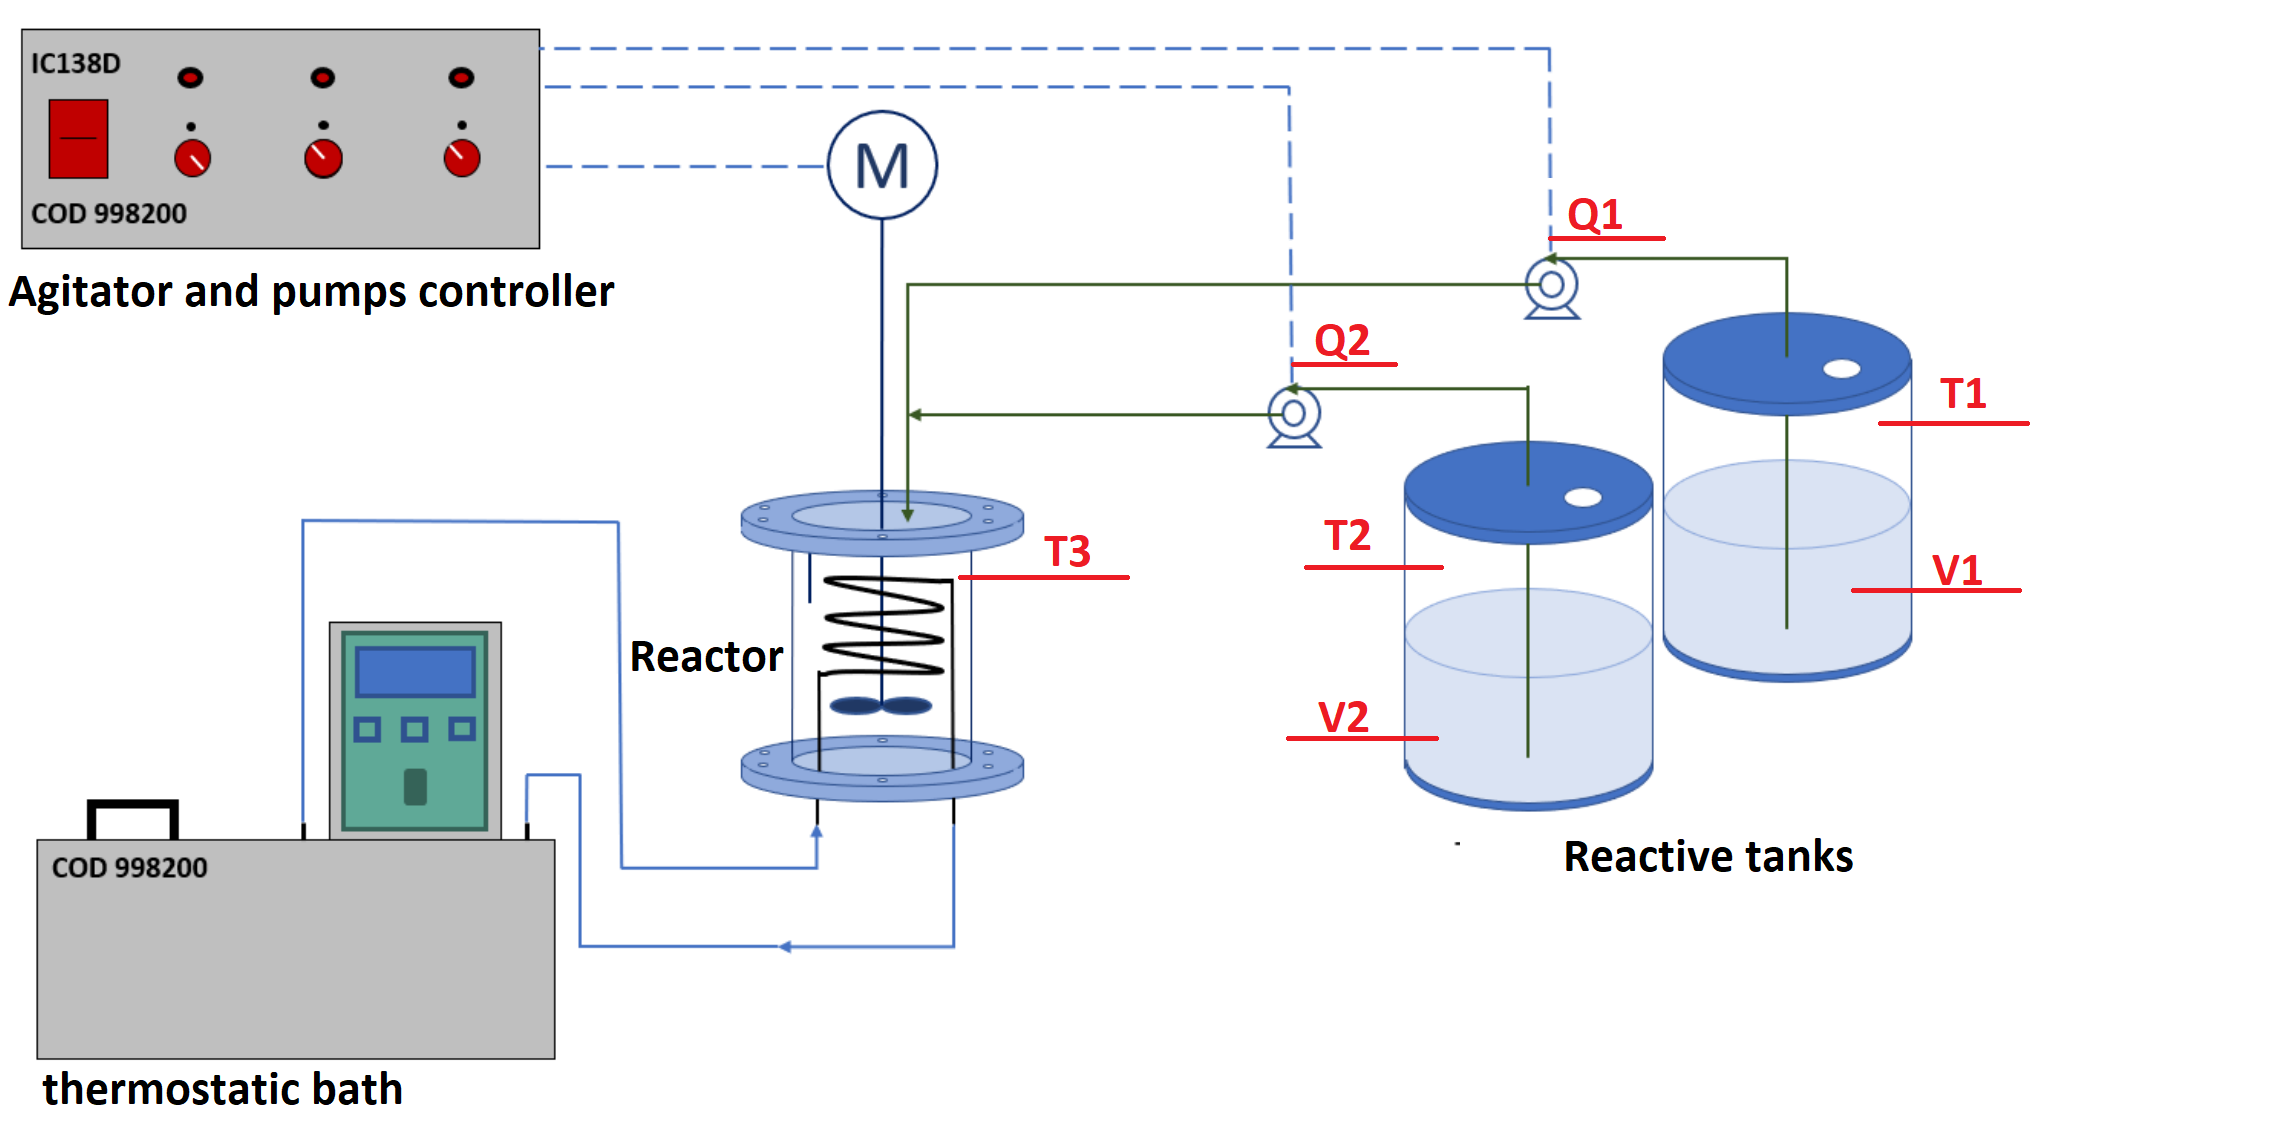 IC138D
COD 998200
Agitator and pumps controller
M
Q1
Q2
T1
T2
T3
V1
V2
Reactor
Reactive tanks
COD 998200
thermostatic bath